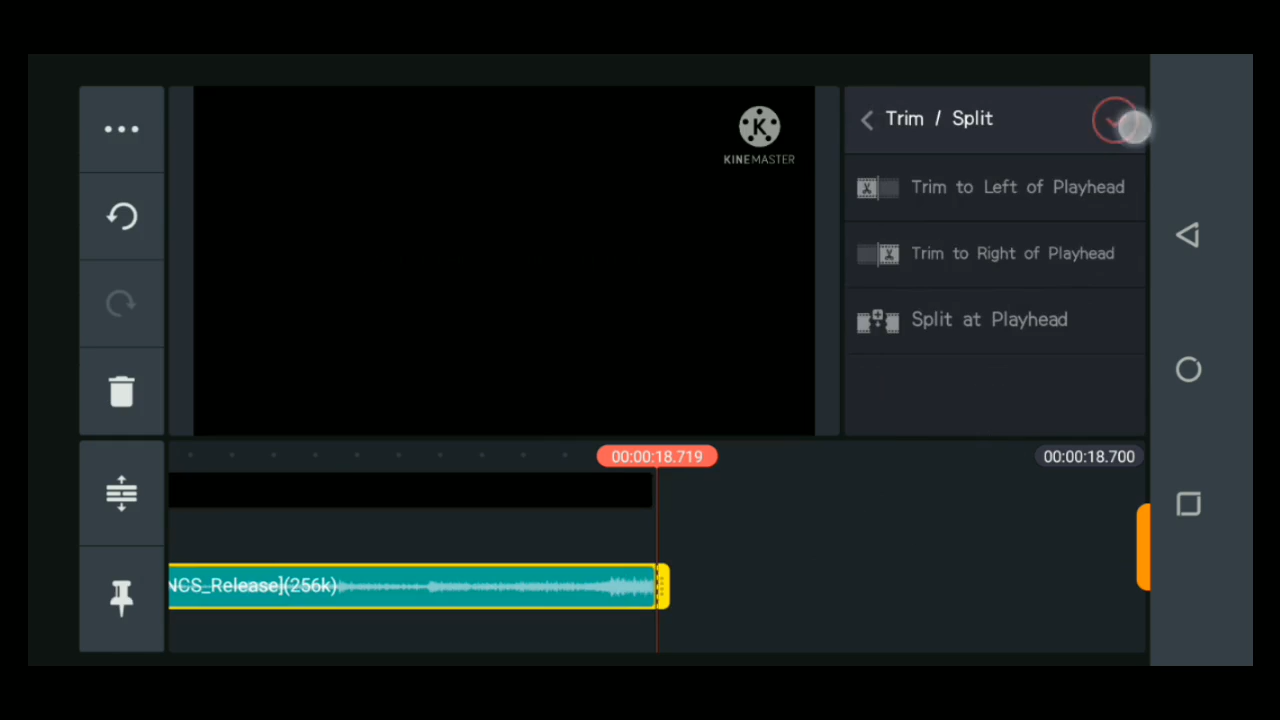 Trim / Split
K
KINEMASTER
Trim to Left of Playhead
Trim to Right of Playhead
Split at Playhead
00:00:18.719
00:00:18.700
NCS_Release](256k)